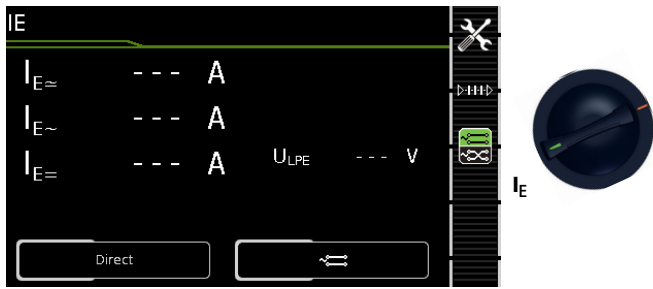 IE
IE≃ --- A
IE~ --- A
IE= --- A
ULPE --- V
Direct
IE